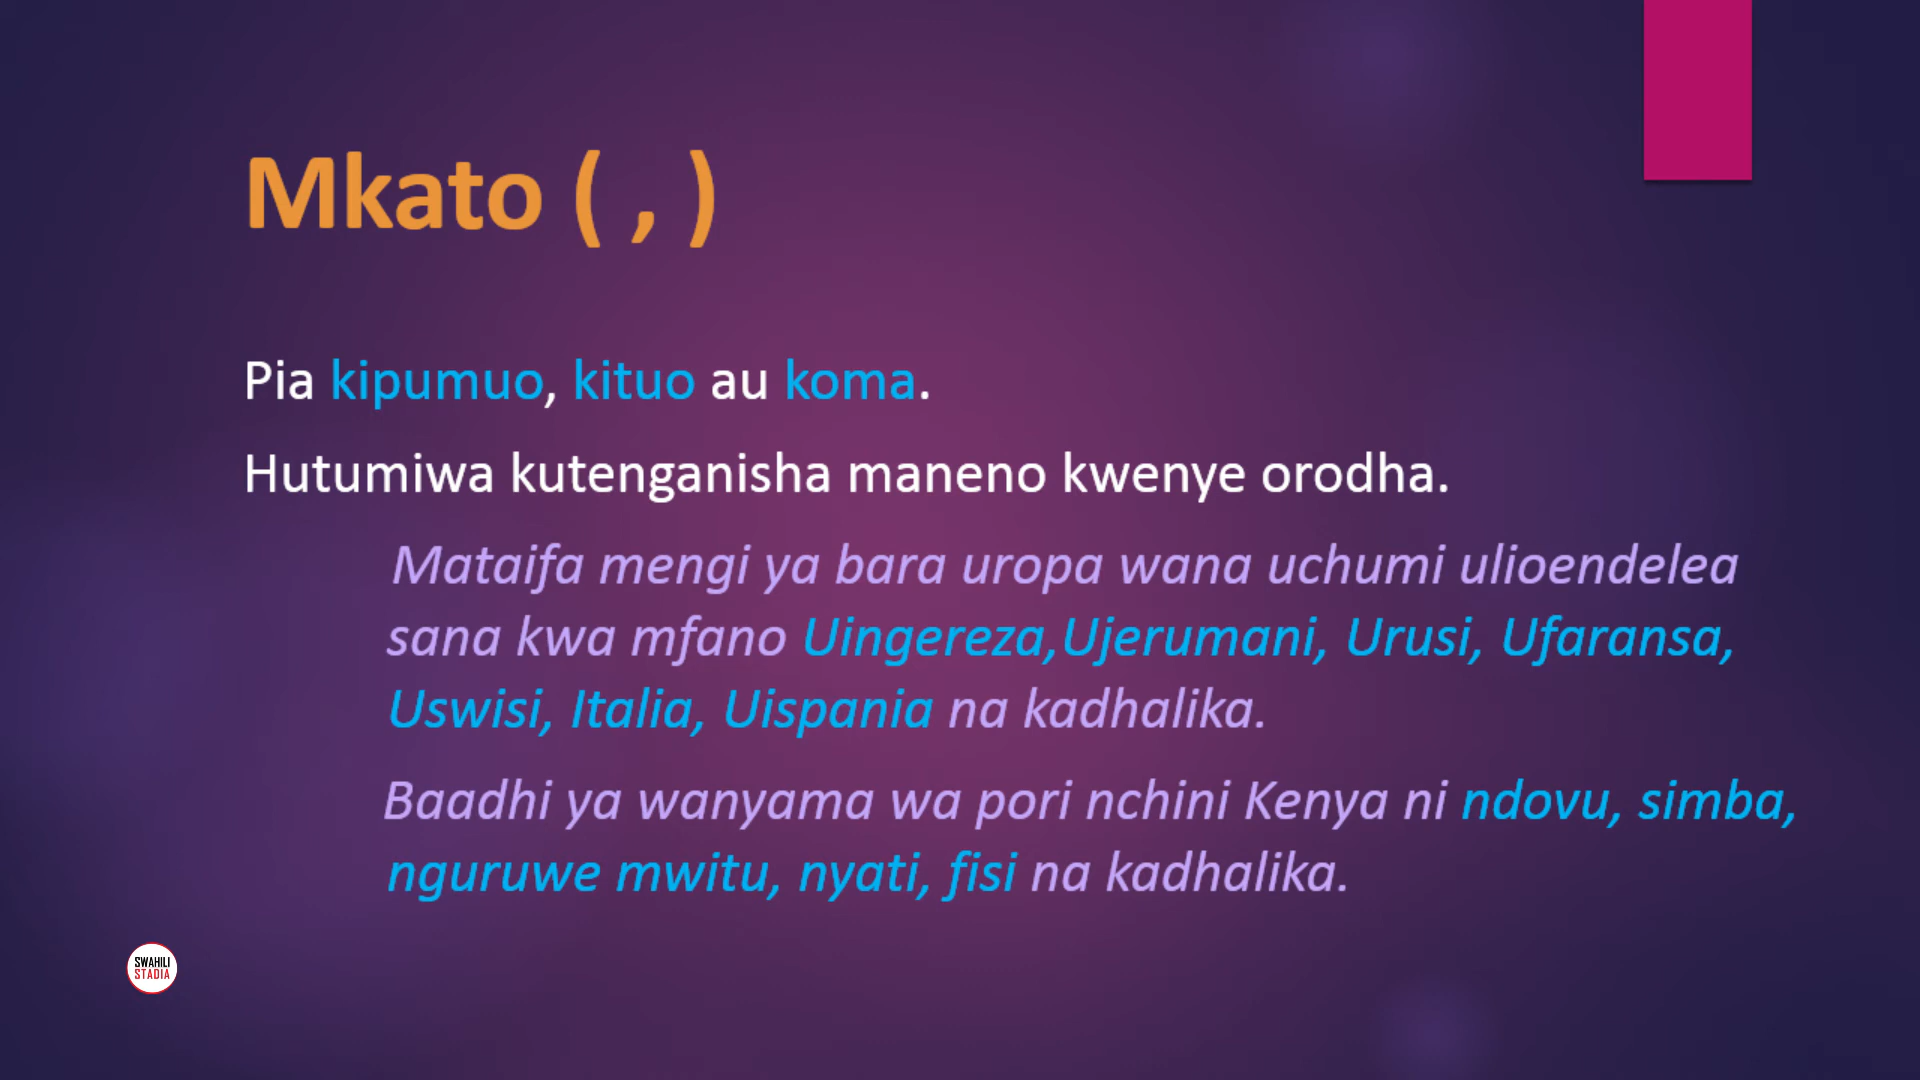 Mkato ( , )
Pia kipumuo, kituo au koma.
Hutumiwa kutenganisha maneno kwenye orodha.
Mataifa mengi ya bara uropa wana uchumi ulioendelea
sana kwa mfano Uingereza,Ujerumani, Urusi, Ufaransa,
Uswisi, Italia, Uispania na kadhalika.
Baadhi ya wanyama wa pori nchini Kenya ni ndovu, simba,
nguruwe mwitu, nyati, fisi na kadhalika.
SWAHILI
STADIA